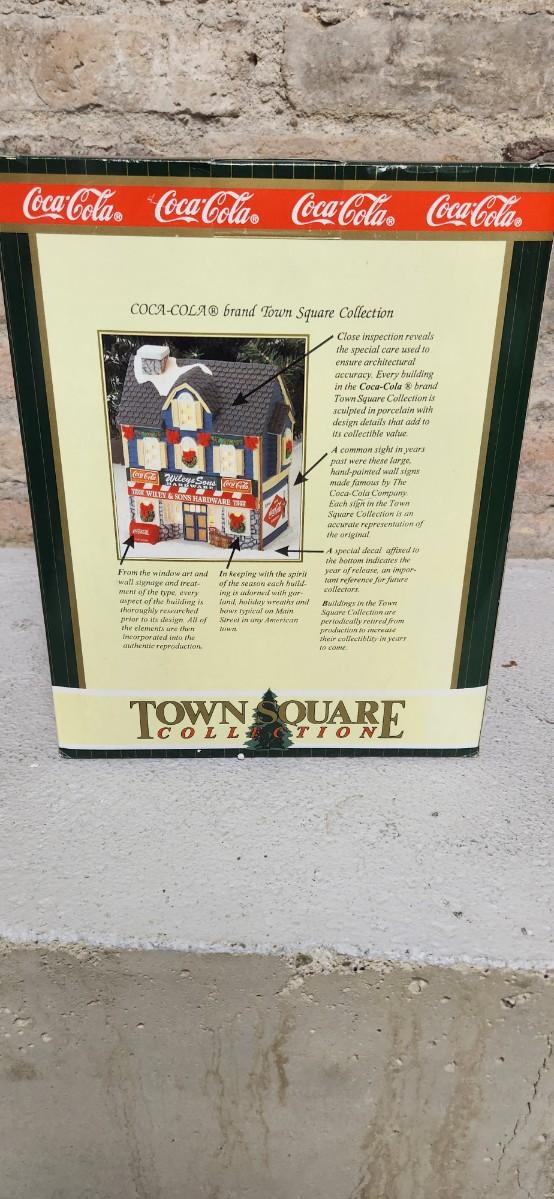 Coca-Cola® Coca-Cola® Coca-Cola® Coca-Cola®
COCA-COLA® brand Town Square Collection
Close inspection reveals
the special care used to
ensure architectural
accuracy. Every building
in the Coca-Cola ® brand
Town Square Collection is
sculpted in porcelain with
design details that add to
its collectible value.
A common sight in years
past were these large,
hand-painted wall signs
made famous by The
Coca-Cola Company.
Each sign in the Town
Square Collection is an
accurate representation of
the original.
A special decal affixed to
the bottom indicates the
year of release, an impor-
tant reference for future
collectors.
Buildings in the Town
Square Collection are
periodically retired from
production to increase
their collectiblity in years
to come.
Coca-Cola Wiley & Sons Coca-Cola
HARDWARE
WILEY & SONS HARDWARE
From the window art and
wall signage and treat-
ment of the type, every
aspect of the building is
thoroughly researched
prior to its design. All of
the elements are then
incorporated into the
authentic reproduction.
In keeping with the spirit
of the season each build-
ing is adorned with gar-
land, holiday wreaths and
bows typical on Main
Street in any American
town.
TOWN SQUARE
COLLECTION